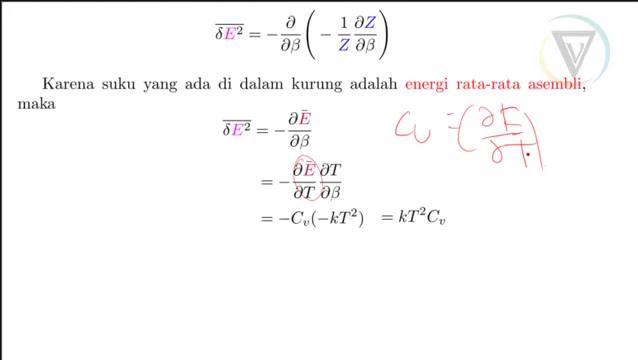 \overline{\delta E^2} = -\frac{\partial}{\partial \beta}\left(-\frac{1}{Z}\frac{\partial Z}{\partial \beta}\right)
Karena suku yang ada di dalam kurung adalah energi rata-rata asembli,
maka
\overline{\delta E^2} = -\frac{\partial \bar{E}}{\partial \beta}
C_v = \left(\frac{\partial E}{\partial T}\right)
= -\frac{\partial \bar{E}}{\partial T}\frac{\partial T}{\partial \beta}
= -C_v(-kT^2) = kT^2 C_v